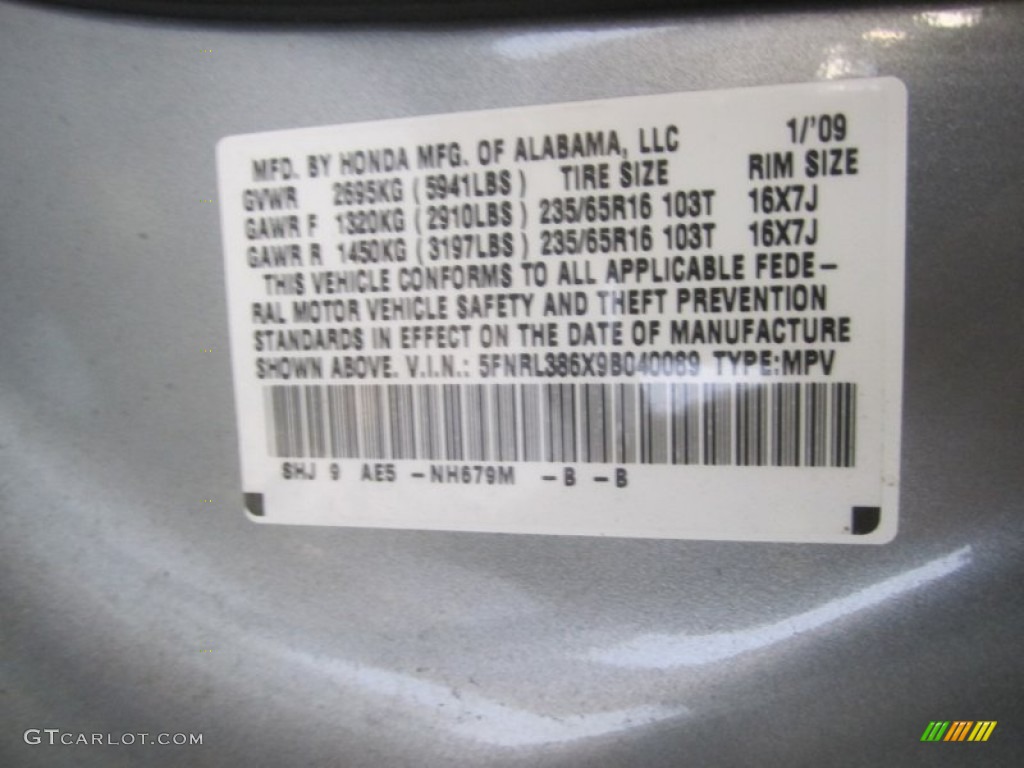 MFD. BY HONDA MFG. OF ALABAMA, LLC 1/'09
GVWR 2695KG (5941LBS) TIRE SIZE RIM SIZE
GAWR F 1320KG (2910LBS) 235/65R16 103T 16X7J
GAWR R 1450KG (3197LBS) 235/65R16 103T 16X7J
THIS VEHICLE CONFORMS TO ALL APPLICABLE FEDE-
RAL MOTOR VEHICLE SAFETY AND THEFT PREVENTION
STANDARDS IN EFFECT ON THE DATE OF MANUFACTURE
SHOWN ABOVE. V.I.N.: 5FNRL386X9B040089 TYPE:MPV
SHJ 9 AE5 -NH679M -B -B
GTCARLOT.COM